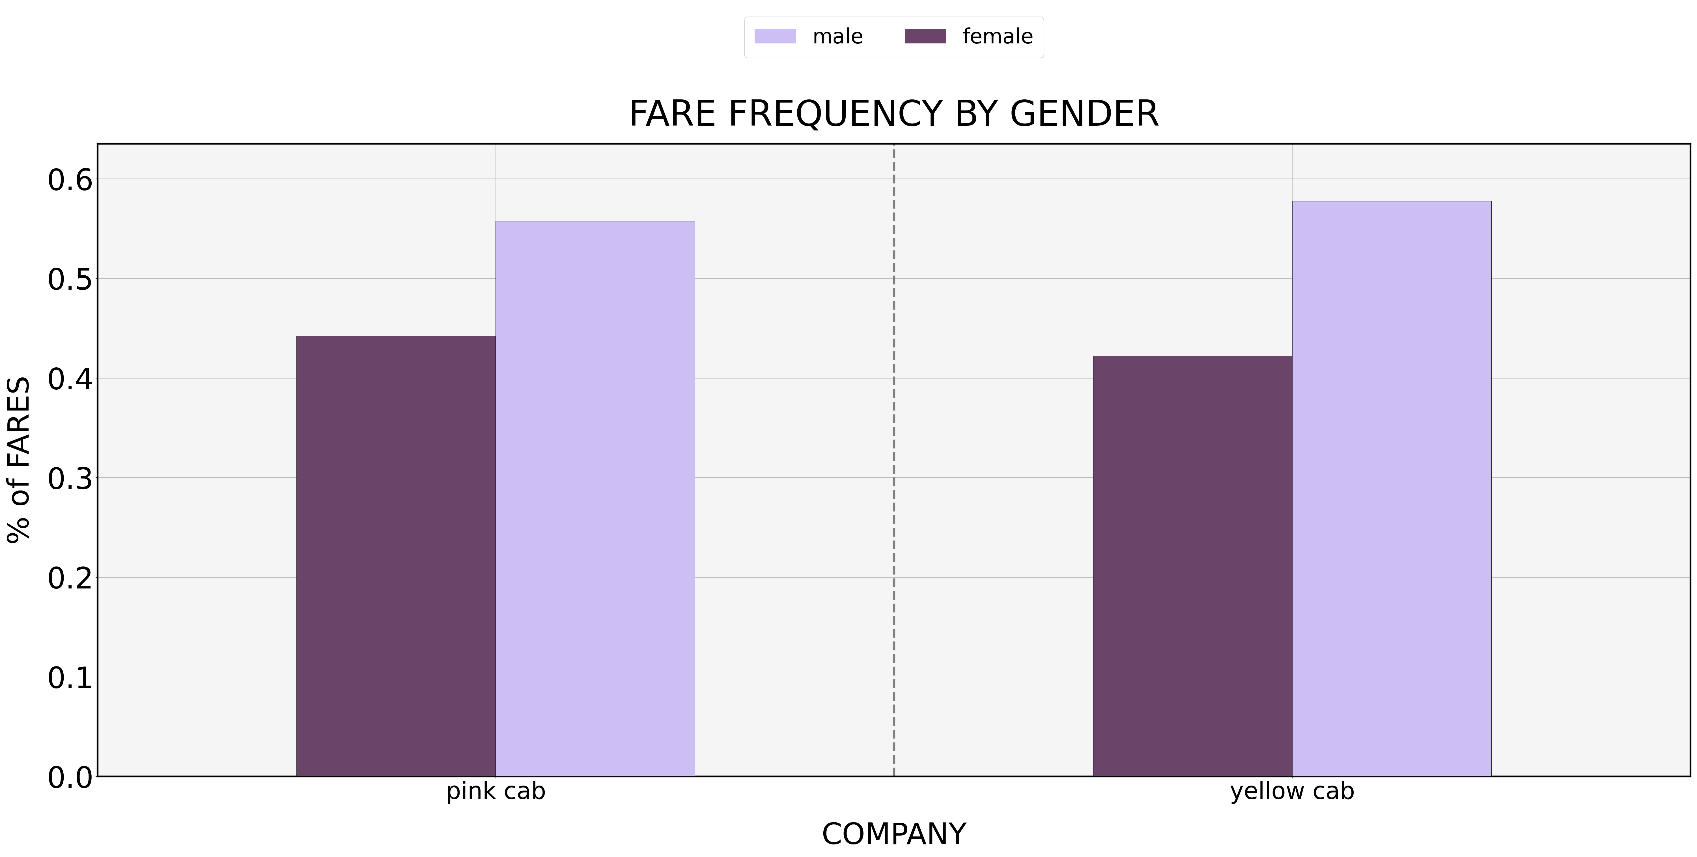 male female
FARE FREQUENCY BY GENDER
% of FARES
0.6
0.5
0.4
0.3
0.2
0.1
0.0
pink cab yellow cab
COMPANY